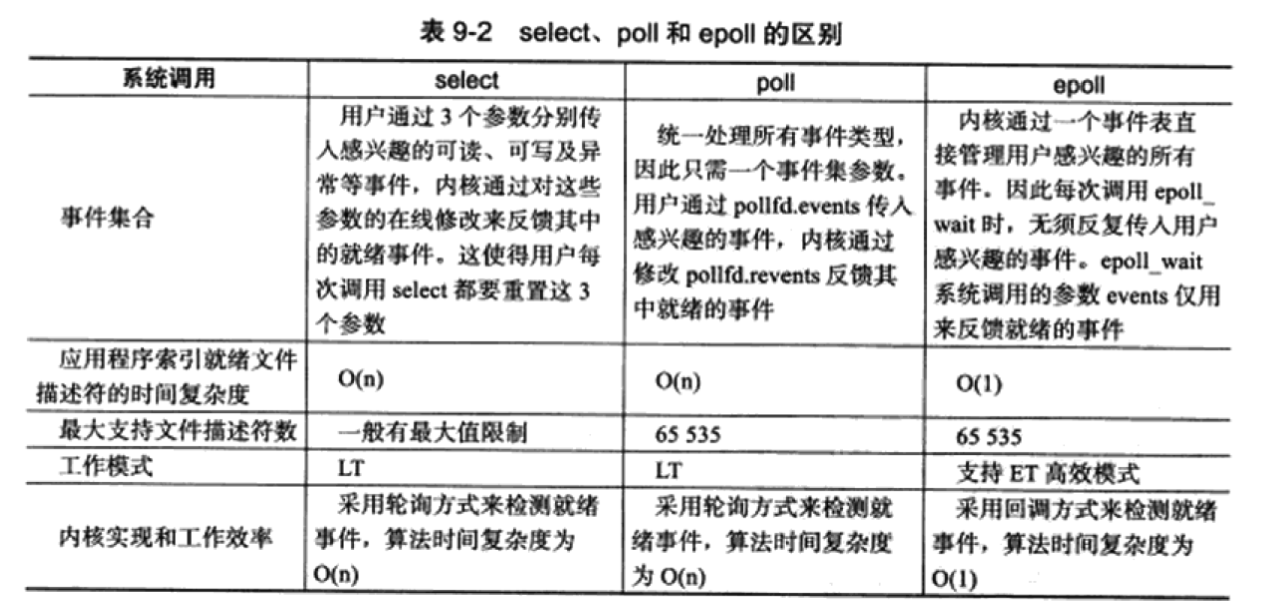 表 9-2 select、poll 和 epoll 的区别
系统调用
select
poll
epoll
事件集合
用户通过 3 个参数分别传
入感兴趣的可读、可写及异
常等事件，内核通过对这些
参数的在线修改来反馈其中
的就绪事件。这使得用户每
次调用 select 都要重置这 3
个参数
统一处理所有事件类型，
因此只需一个事件集参数。
用户通过 pollfd.events 传入
感兴趣的事件，内核通过
修改 pollfd.revents 反馈其
中就绪的事件
内核通过一个事件表直
接管理用户感兴趣的所有
事件。因此每次调用 epoll_
wait 时，无须反复传入用户
感兴趣的事件。epoll_wait
系统调用的参数 events 仅用
来反馈就绪的事件
应用程序索引就绪文件
描述符的时间复杂度
O(n)
O(n)
O(1)
最大支持文件描述符数
一般有最大值限制
65 535
65 535
工作模式
LT
LT
支持 ET 高效模式
内核实现和工作效率
采用轮询方式来检测就绪
事件，算法时间复杂度为
O(n)
采用轮询方式来检测就
绪事件，算法时间复杂度
为 O(n)
采用回调方式来检测就绪
事件，算法时间复杂度为
O(1)